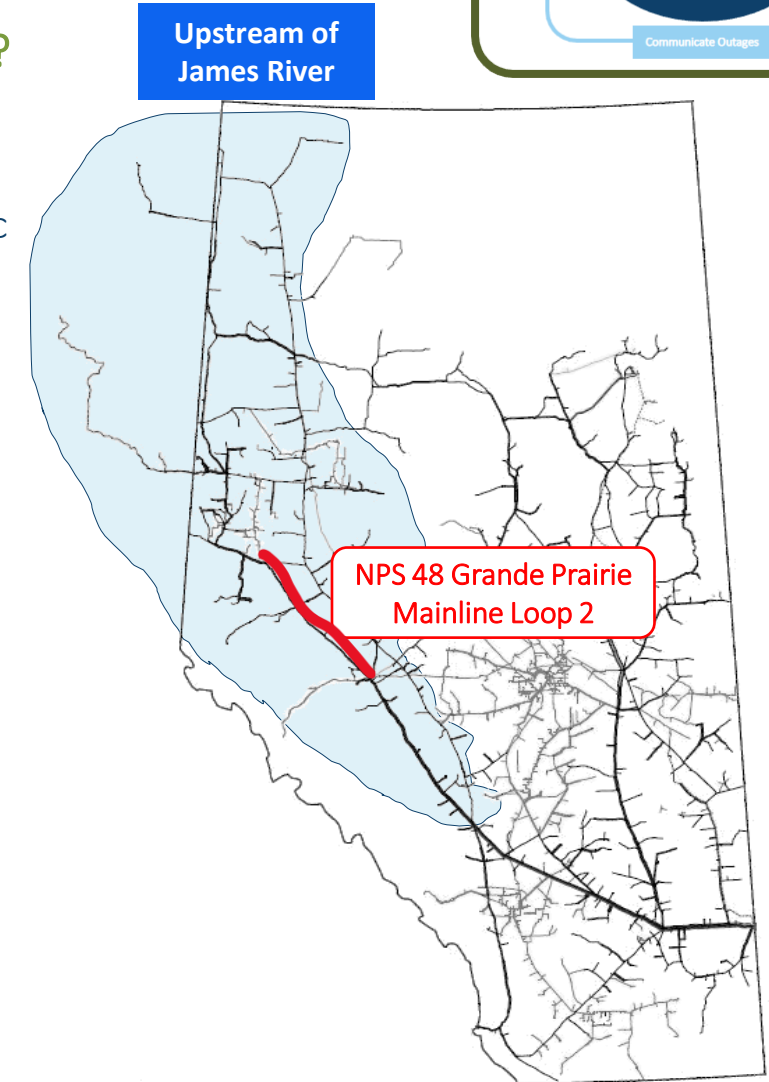 ?
Upstream of
James River
Communicate Outages
C
NPS 48 Grande Prairie
Mainline Loop 2